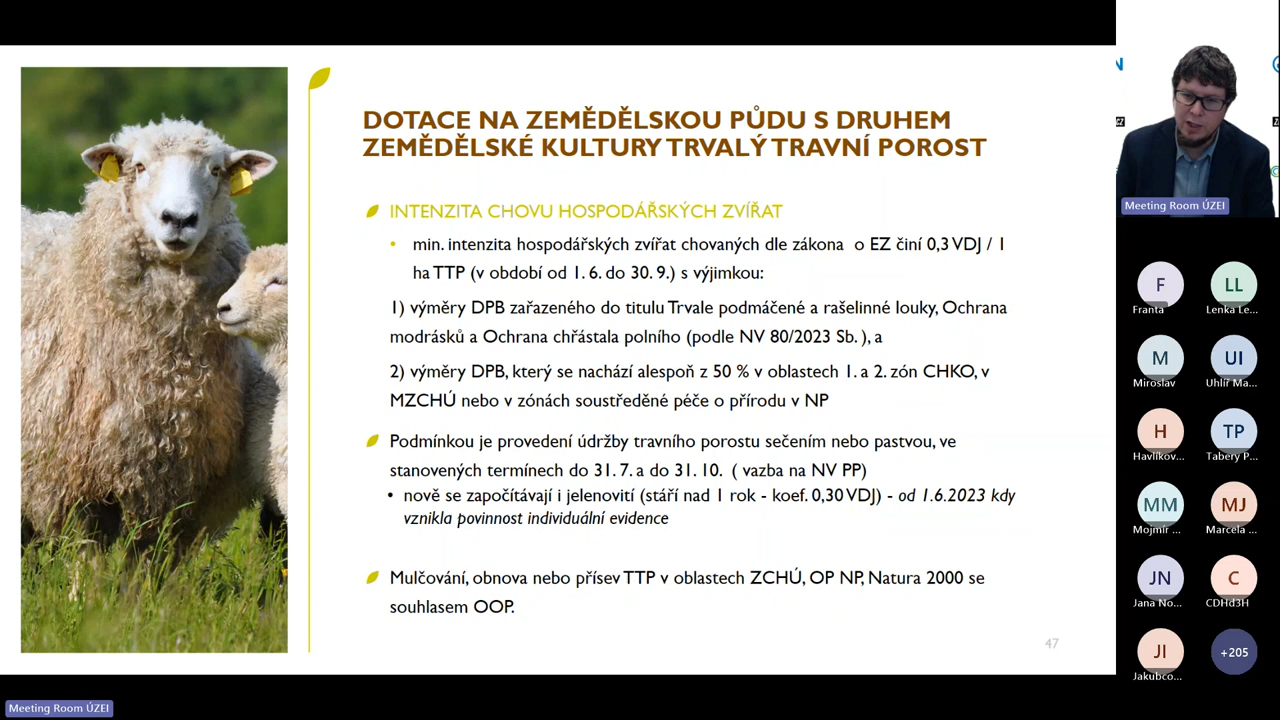 DOTACE NA ZEMĚDĚLSKOU PŮDU S DRUHEM
ZEMĚDĚLSKÉ KULTURY TRVALÝ TRAVNÍ POROST
INTENZITA CHOVU HOSPODÁŘSKÝCH ZVÍŘAT
• min. intenzita hospodářských zvířat chovaných dle zákona o EZ činí 0,3 VDJ / 1
ha TTP (v období od 1. 6. do 30. 9.) s výjimkou:
1) výměry DPB zařazeného do titulu Trvale podmáčené a rašelinné louky, Ochrana
modrásků a Ochrana chřástala polního (podle NV 80/2023 Sb. ), a
2) výměry DPB, který se nachází alespoň z 50 % v oblastech 1. a 2. zón CHKO, v
MZCHÚ nebo v zónách soustředěné péče o přírodu v NP
Podmínkou je provedení údržby travního porostu sečením nebo pastvou, ve
stanovených termínech do 31. 7. a do 31. 10. ( vazba na NV PP)
• nově se započítávají i jelenovití (stáří nad 1 rok - koef. 0,30 VDJ) - od 1.6.2023 kdy
vznikla povinnost individuální evidence
Mulčování, obnova nebo přísev TTP v oblastech ZCHÚ, OP NP, Natura 2000 se
souhlasem OOP.
47
Meeting Room ÚZEI
F
LL
Franta
Lenka Le...
M
UI
Miroslav
Uhlíř Ma...
H
TP
Havlíkov...
Tabery P...
MM
MJ
Mojmír ...
Marcela ...
JN
C
Jana No...
CDHd3H
JI
+205
Jakubco...
Meeting Room ÚZEI